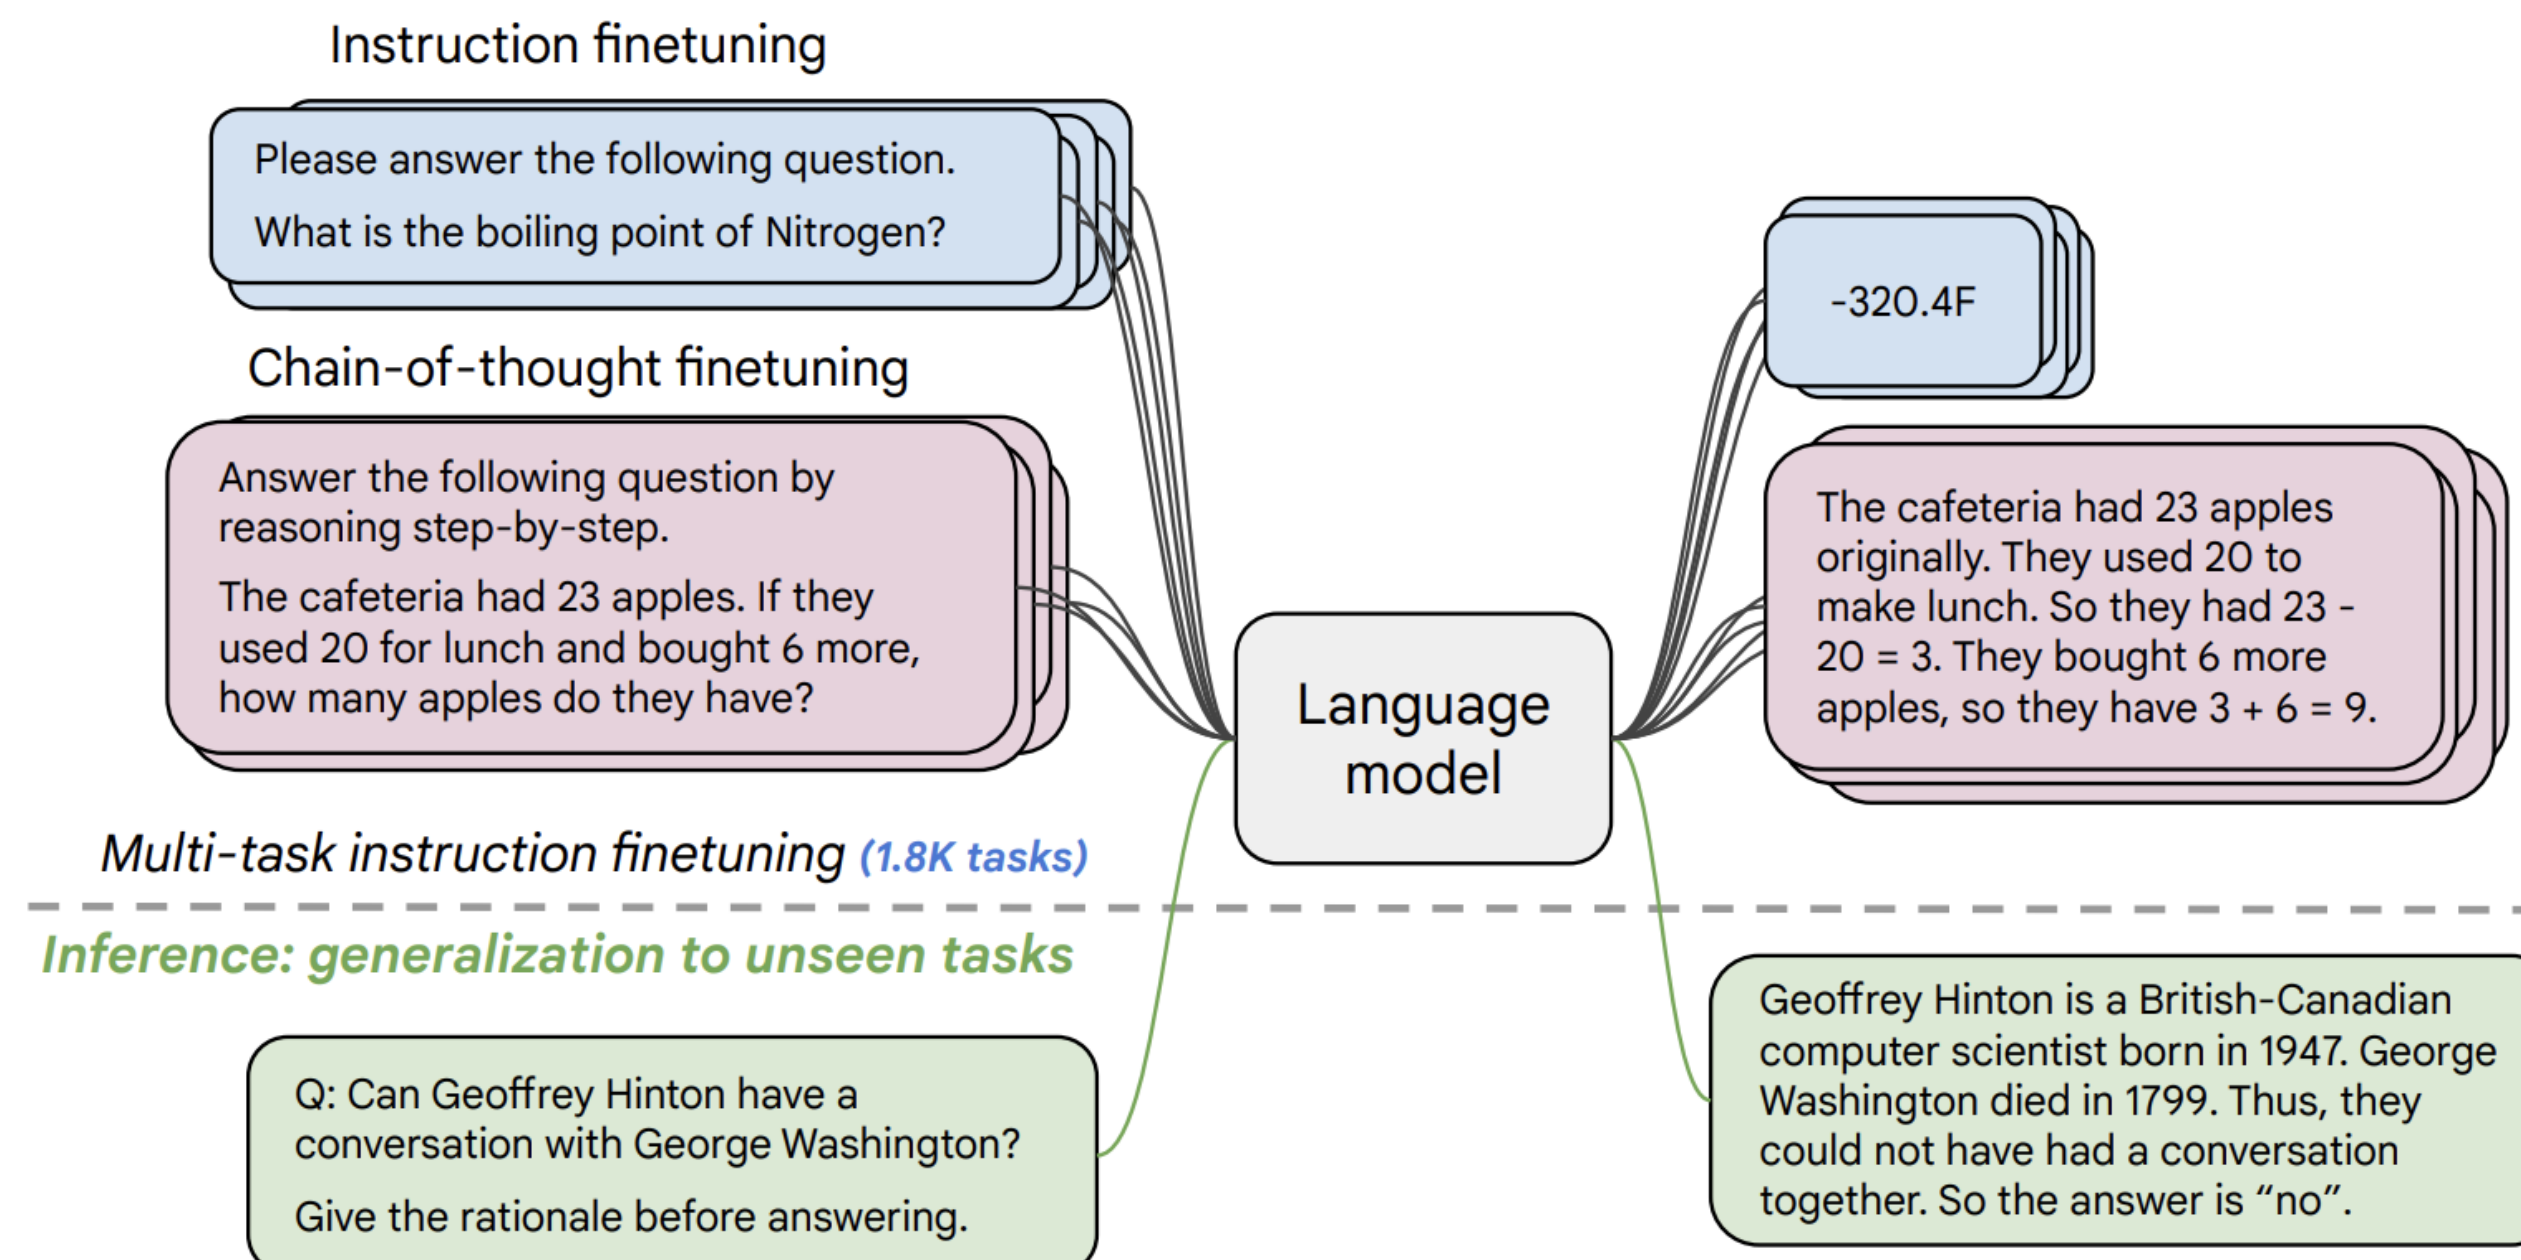 Instruction finetuning
Please answer the following question.
What is the boiling point of Nitrogen?
-320.4F
Chain-of-thought finetuning
Answer the following question by
reasoning step-by-step.
The cafeteria had 23 apples. If they
used 20 for lunch and bought 6 more,
how many apples do they have?
Language
model
The cafeteria had 23 apples
originally. They used 20 to
make lunch. So they had 23 -
20 = 3. They bought 6 more
apples, so they have 3 + 6 = 9.
Multi-task instruction finetuning (1.8K tasks)
Inference: generalization to unseen tasks
Q: Can Geoffrey Hinton have a
conversation with George Washington?
Give the rationale before answering.
Geoffrey Hinton is a British-Canadian
computer scientist born in 1947. George
Washington died in 1799. Thus, they
could not have had a conversation
together. So the answer is “no”.